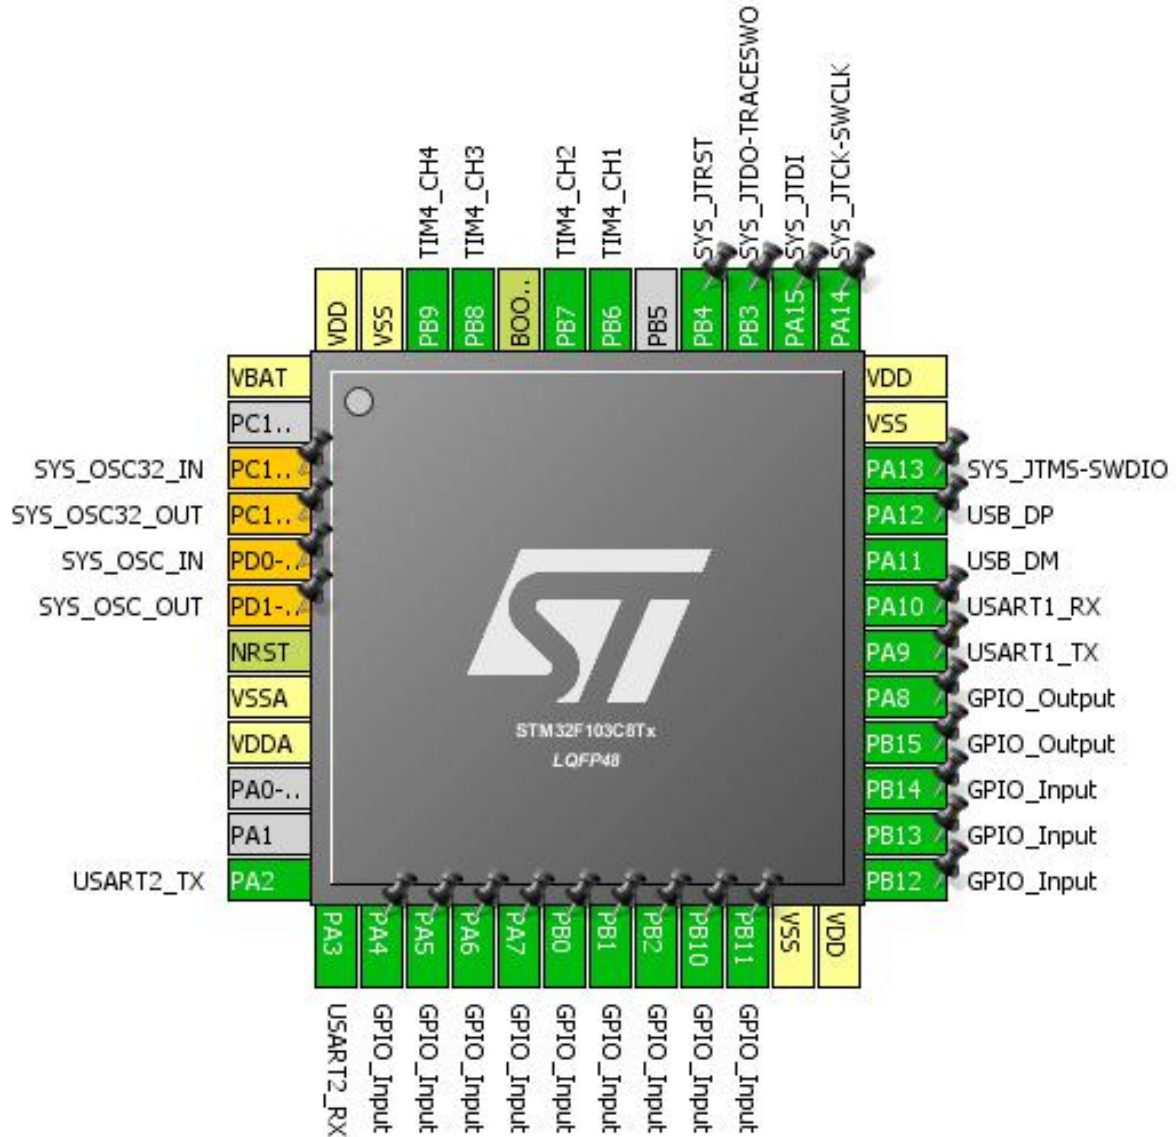 TIM4_CH4
TIM4_CH3
TIM4_CH2
TIM4_CH1
SYS_JTRST
SYS_JTDO-TRACESWO
SYS_JTDI
SYS_JTCK-SWCLK
VDD
VSS
PB9
PB8
BOO..
PB7
PB6
PB5
PB4
PB3
PA15
PA14
VBAT
PC1..
SYS_OSC32_IN PC1..
SYS_OSC32_OUT PC1..
SYS_OSC_IN PD0-..
SYS_OSC_OUT PD1-..
NRST
VSSA
VDDA
PA0-..
PA1
USART2_TX PA2
VDD
VSS
PA13 SYS_JTMS-SWDIO
PA12 USB_DP
PA11 USB_DM
PA10 USART1_RX
PA9 USART1_TX
PA8 GPIO_Output
PB15 GPIO_Output
PB14 GPIO_Input
PB13 GPIO_Input
PB12 GPIO_Input
ST
STM32F103C8Tx
LQFP48
PA3
PA4
PA5
PA6
PA7
PB0
PB1
PB2
PB10
PB11
VSS
VDD
USART2_RX
GPIO_Input
GPIO_Input
GPIO_Input
GPIO_Input
GPIO_Input
GPIO_Input
GPIO_Input
GPIO_Input
GPIO_Input